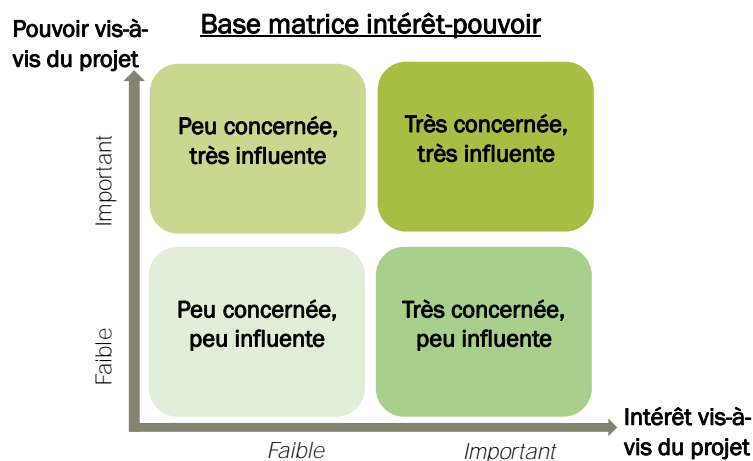 Base matrice intérêt-pouvoir
Pouvoir vis-à-
vis du projet
Important
Faible
Peu concernée,
très influente
Très concernée,
très influente
Peu concernée,
peu influente
Très concernée,
peu influente
Faible
Important
Intérêt vis-à-
vis du projet